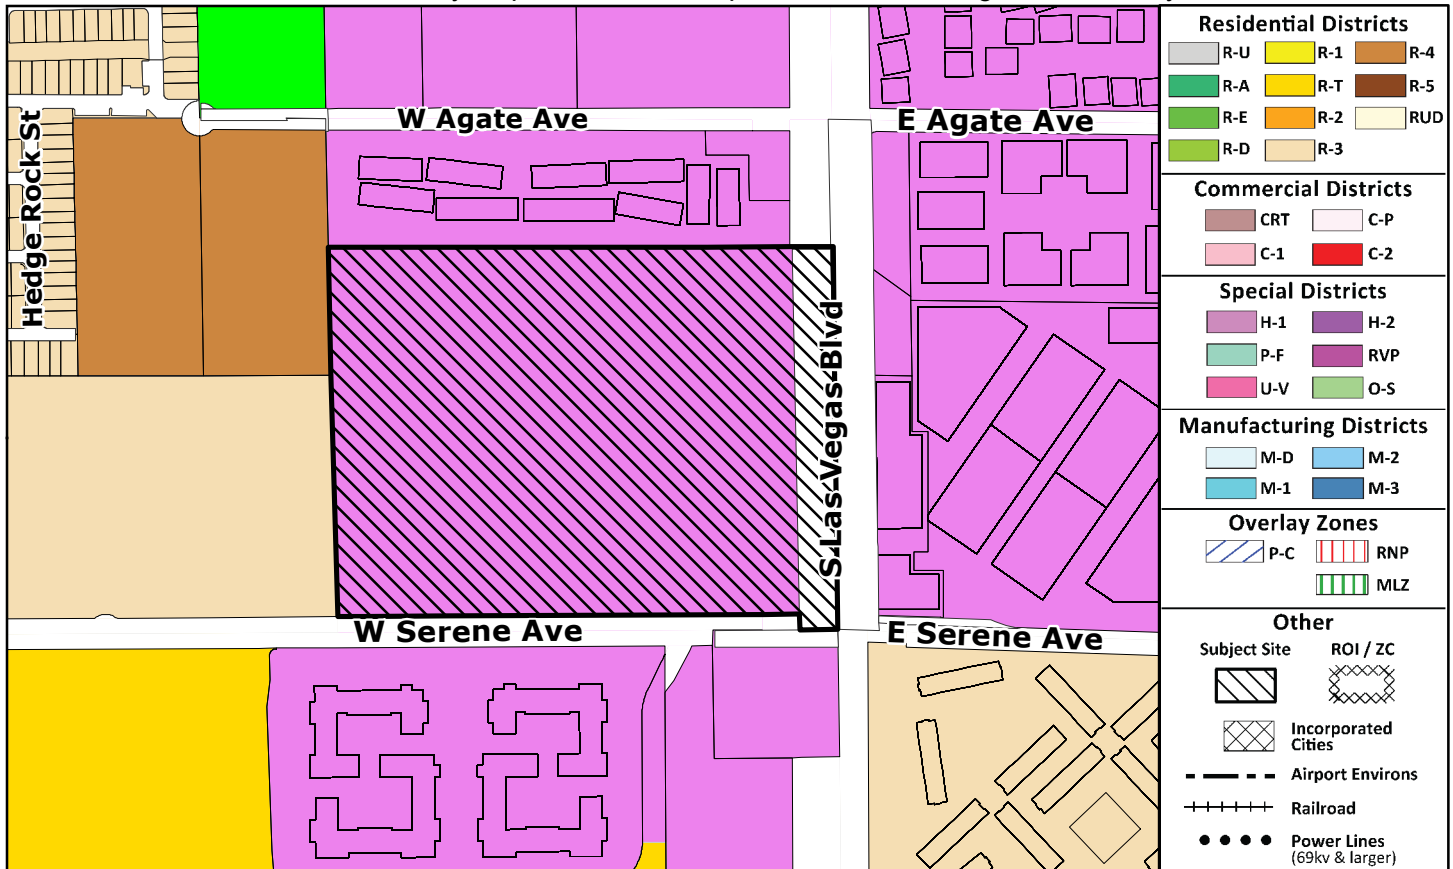 W Agate Ave
E Agate Ave
Hedge Rock St
S Las Vegas Blvd
W Serene Ave
E Serene Ave
Residential Districts
R-U
R-1
R-4
R-A
R-T
R-5
R-E
R-2
RUD
R-D
R-3
Commercial Districts
CRT
C-P
C-1
C-2
Special Districts
H-1
H-2
P-F
RVP
U-V
O-S
Manufacturing Districts
M-D
M-2
M-1
M-3
Overlay Zones
P-C
RNP
MLZ
Other
Subject Site
ROI / ZC
Incorporated
Cities
Airport Environs
Railroad
Power Lines
(69kv & larger)